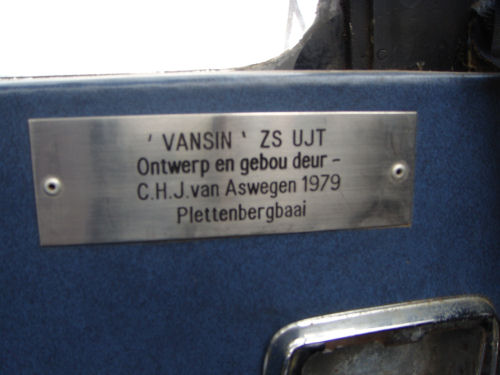 ' VANSIN ' ZS UJT
Ontwerp en gebou deur -
C.H.J. van Aswegen 1979
Plettenbergbaai